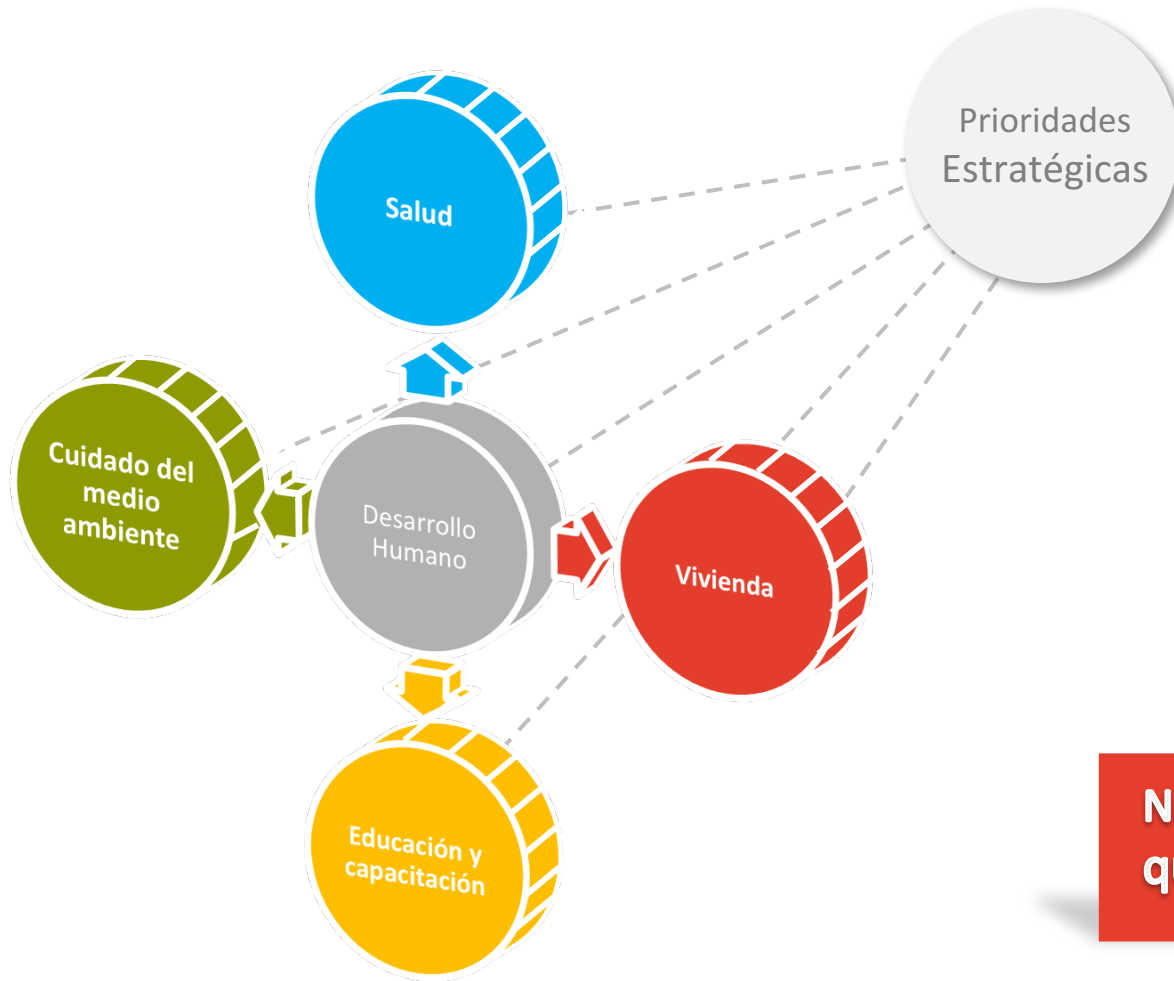 Prioridades
Estratégicas
Salud
Cuidado del
medio
ambiente
Desarrollo
Humano
Vivienda
Educación y
capacitación